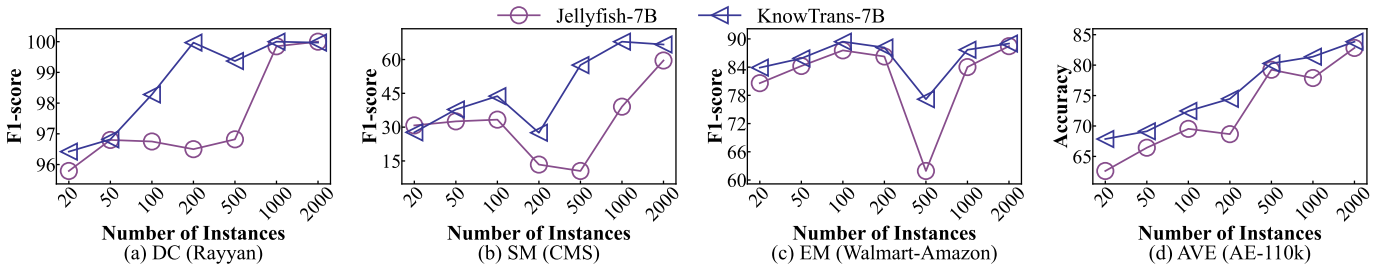 Jellyfish-7B KnowTrans-7B
F1-score
100
99
98
97
96
20 50 100 200 500 1000 2000
Number of Instances
(a) DC (Rayyan)
F1-score
60
45
30
15
20 50 100 200 500 1000 2000
Number of Instances
(b) SM (CMS)
F1-score
90
84
78
72
66
60
20 50 100 200 500 1000 2000
Number of Instances
(c) EM (Walmart-Amazon)
Accuracy
85
80
75
70
65
20 50 100 200 500 1000 2000
Number of Instances
(d) AVE (AE-110k)